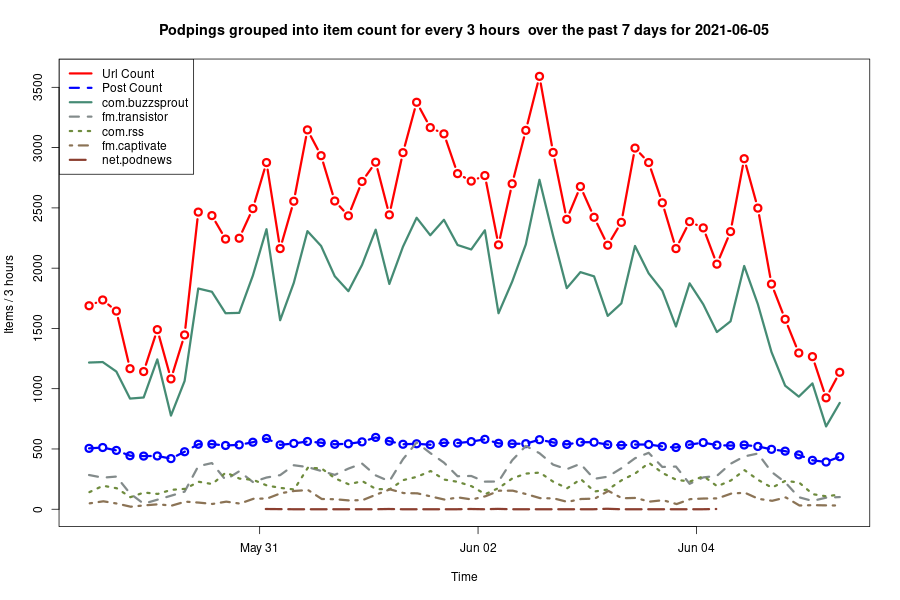 Podpings grouped into item count for every 3 hours  over the past 7 days for 2021-06-05
Url Count
Post Count
com.buzzsprout
fm.transistor
com.rss
fm.captivate
net.podnews
Items / 3 hours
3500
3000
2500
2000
1500
1000
500
0
May 31
Jun 02
Jun 04
Time